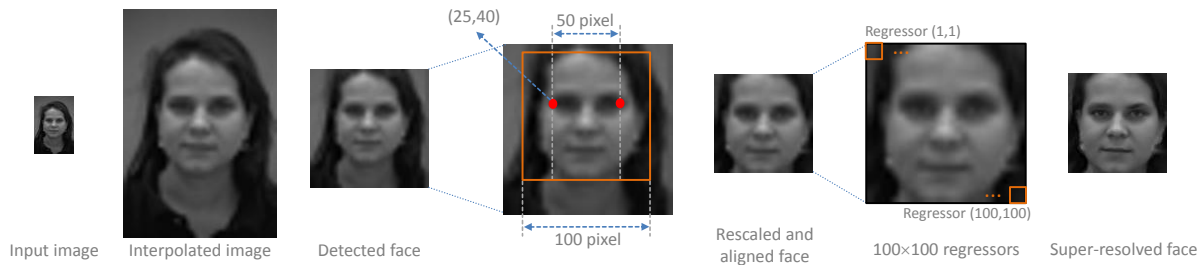 (25,40)
50 pixel
Regressor (1,1)
...
...
Regressor (100,100)
100 pixel
Input image
Interpolated image
Detected face
Rescaled and
aligned face
100×100 regressors
Super-resolved face